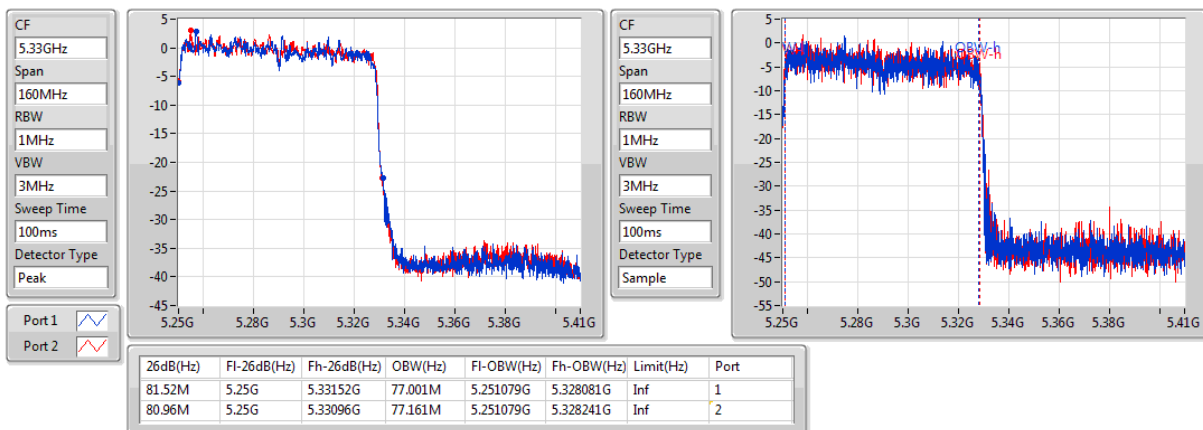 CF
5.33GHz
Span
160MHz
RBW
1MHz
VBW
3MHz
Sweep Time
100ms
Detector Type
Peak
Port 1
Port 2
5
0
-5
-10
-15
-20
-25
-30
-35
-40
-45
5.25G 5.28G 5.3G 5.32G 5.34G 5.36G 5.38G 5.41G
CF
5.33GHz
Span
160MHz
RBW
1MHz
VBW
3MHz
Sweep Time
100ms
Detector Type
Sample
5
0
-5
-10
-15
-20
-25
-30
-35
-40
-45
-50
-55
OBW-h
5.25G 5.28G 5.3G 5.32G 5.34G 5.36G 5.38G 5.41G
26dB(Hz) Fl-26dB(Hz) Fh-26dB(Hz) OBW(Hz) Fl-OBW(Hz) Fh-OBW(Hz) Limit(Hz) Port
81.52M 5.25G 5.33152G 77.001M 5.251079G 5.328081G Inf 1
80.96M 5.25G 5.33096G 77.161M 5.251079G 5.328241G Inf 2